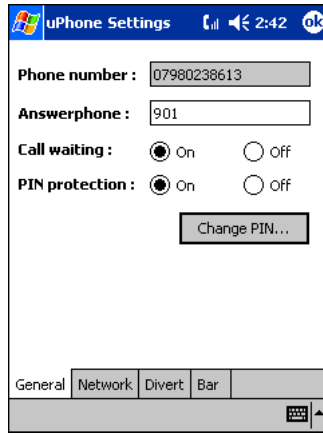 uPhone Settings 2:42 ok
Phone number : 07980238613
Answerphone : 901
Call waiting : On Off
PIN protection : On Off
Change PIN...
General Network Divert Bar